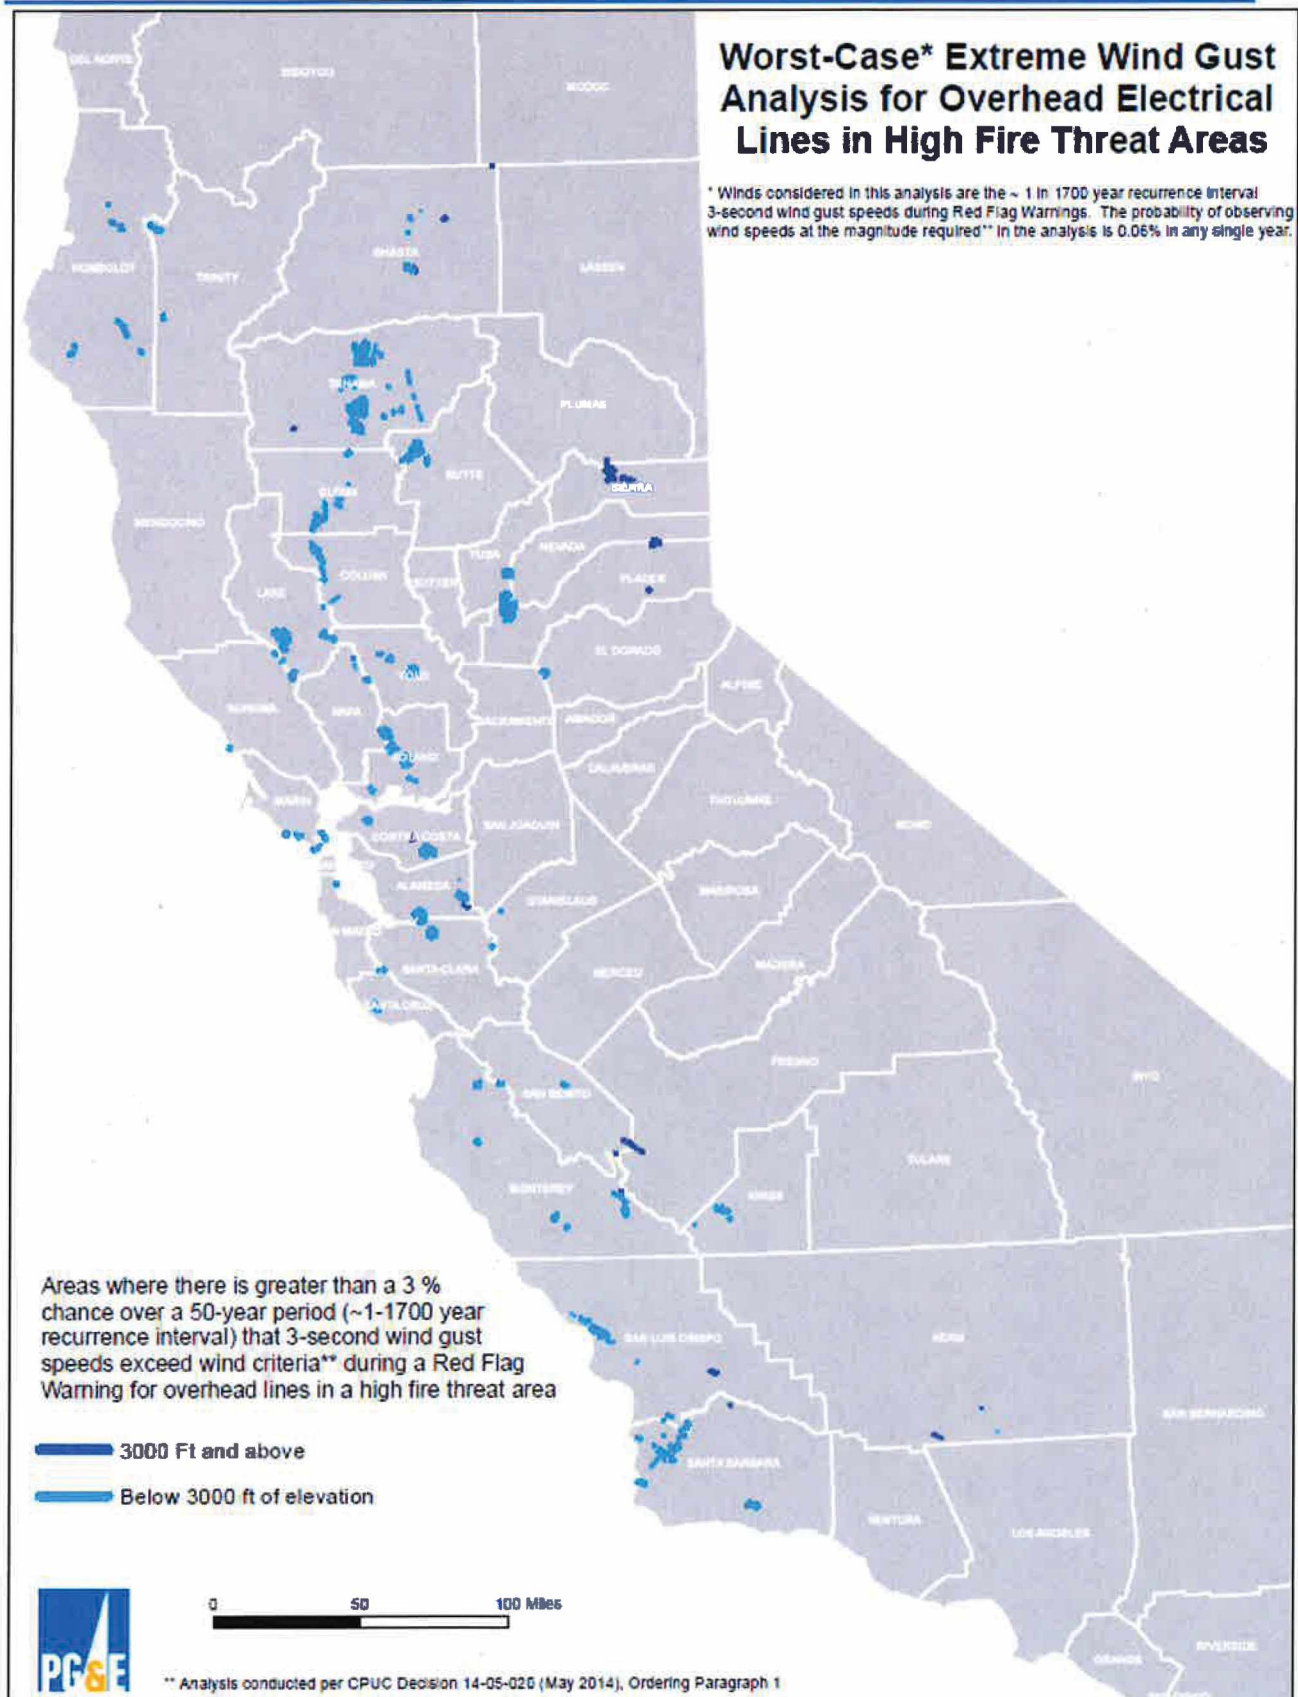 Worst-Case* Extreme Wind Gust
Analysis for Overhead Electrical
Lines in High Fire Threat Areas
* Winds considered in this analysis are the ~ 1 in 1700 year recurrence interval
3-second wind gust speeds during Red Flag Warnings. The probability of observing
wind speeds at the magnitude required** in the analysis is 0.06% in any single year.
DEL NORTE
SISKIYOU
MODOC
HUMBOLDT
TRINITY
SHASTA
LASSEN
TEHAMA
PLUMAS
BUTTE
SIERRA
GLENN
MENDOCINO
YUBA
NEVADA
COLUSA
SUTTER
PLACER
LAKE
EL DORADO
YOLO
ALPINE
SONOMA
NAPA
SACRAMENTO
AMADOR
SOLANO
CALAVERAS
MARIN
TUOLUMNE
SAN JOAQUIN
MONO
CONTRA COSTA
ALAMEDA
STANISLAUS
MARIPOSA
SANTA CLARA
MERCED
MADERA
SANTA CRUZ
FRESNO
INYO
SAN BENITO
TULARE
MONTEREY
KINGS
SAN LUIS OBISPO
KERN
SAN BERNARDINO
SANTA BARBARA
VENTURA
LOS ANGELES
ORANGE
RIVERSIDE
Areas where there is greater than a 3 %
chance over a 50-year period (~1-1700 year
recurrence interval) that 3-second wind gust
speeds exceed wind criteria** during a Red Flag
Warning for overhead lines in a high fire threat area
3000 Ft and above
Below 3000 ft of elevation
0 50 100 Miles
PG&E
** Analysis conducted per CPUC Decision 14-05-020 (May 2014), Ordering Paragraph 1